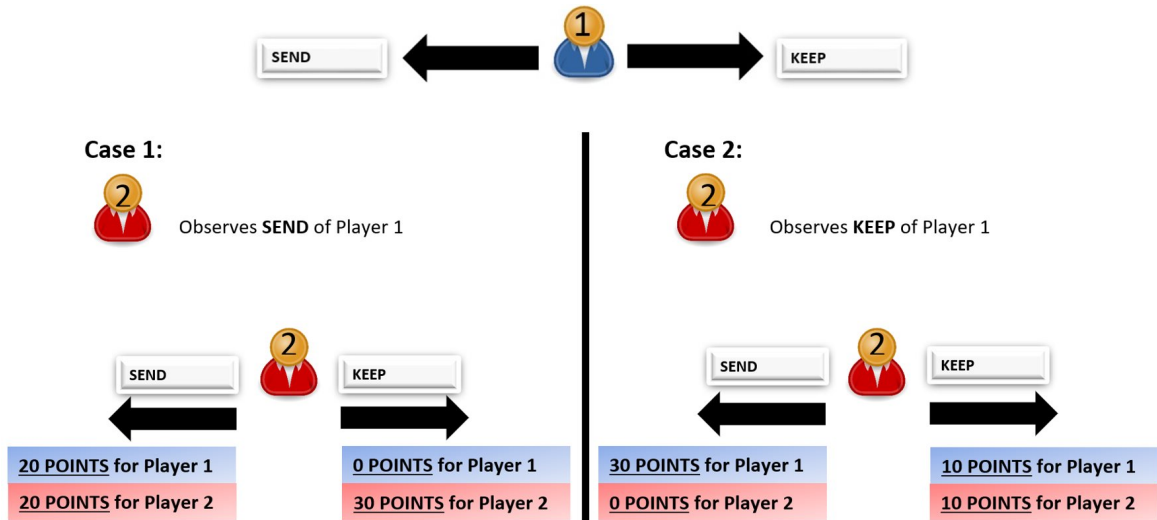 1
SEND
KEEP
Case 1:
Case 2:
2
2
Observes SEND of Player 1
Observes KEEP of Player 1
2
2
SEND
KEEP
SEND
KEEP
20 POINTS for Player 1
0 POINTS for Player 1
30 POINTS for Player 1
10 POINTS for Player 1
20 POINTS for Player 2
30 POINTS for Player 2
0 POINTS for Player 2
10 POINTS for Player 2